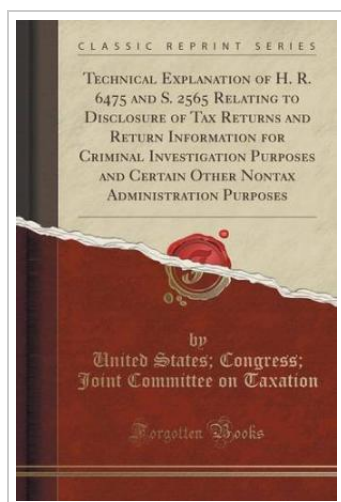 CLASSIC REPRINT SERIES
TECHNICAL EXPLANATION OF H. R.
6475 AND S. 2565 RELATING TO
DISCLOSURE OF TAX RETURNS AND
RETURN INFORMATION FOR
CRIMINAL INVESTIGATION PURPOSES
AND CERTAIN OTHER NONTAX
ADMINISTRATION PURPOSES
by
United States; Congress;
Joint Committee on Taxation
Forgotten Books